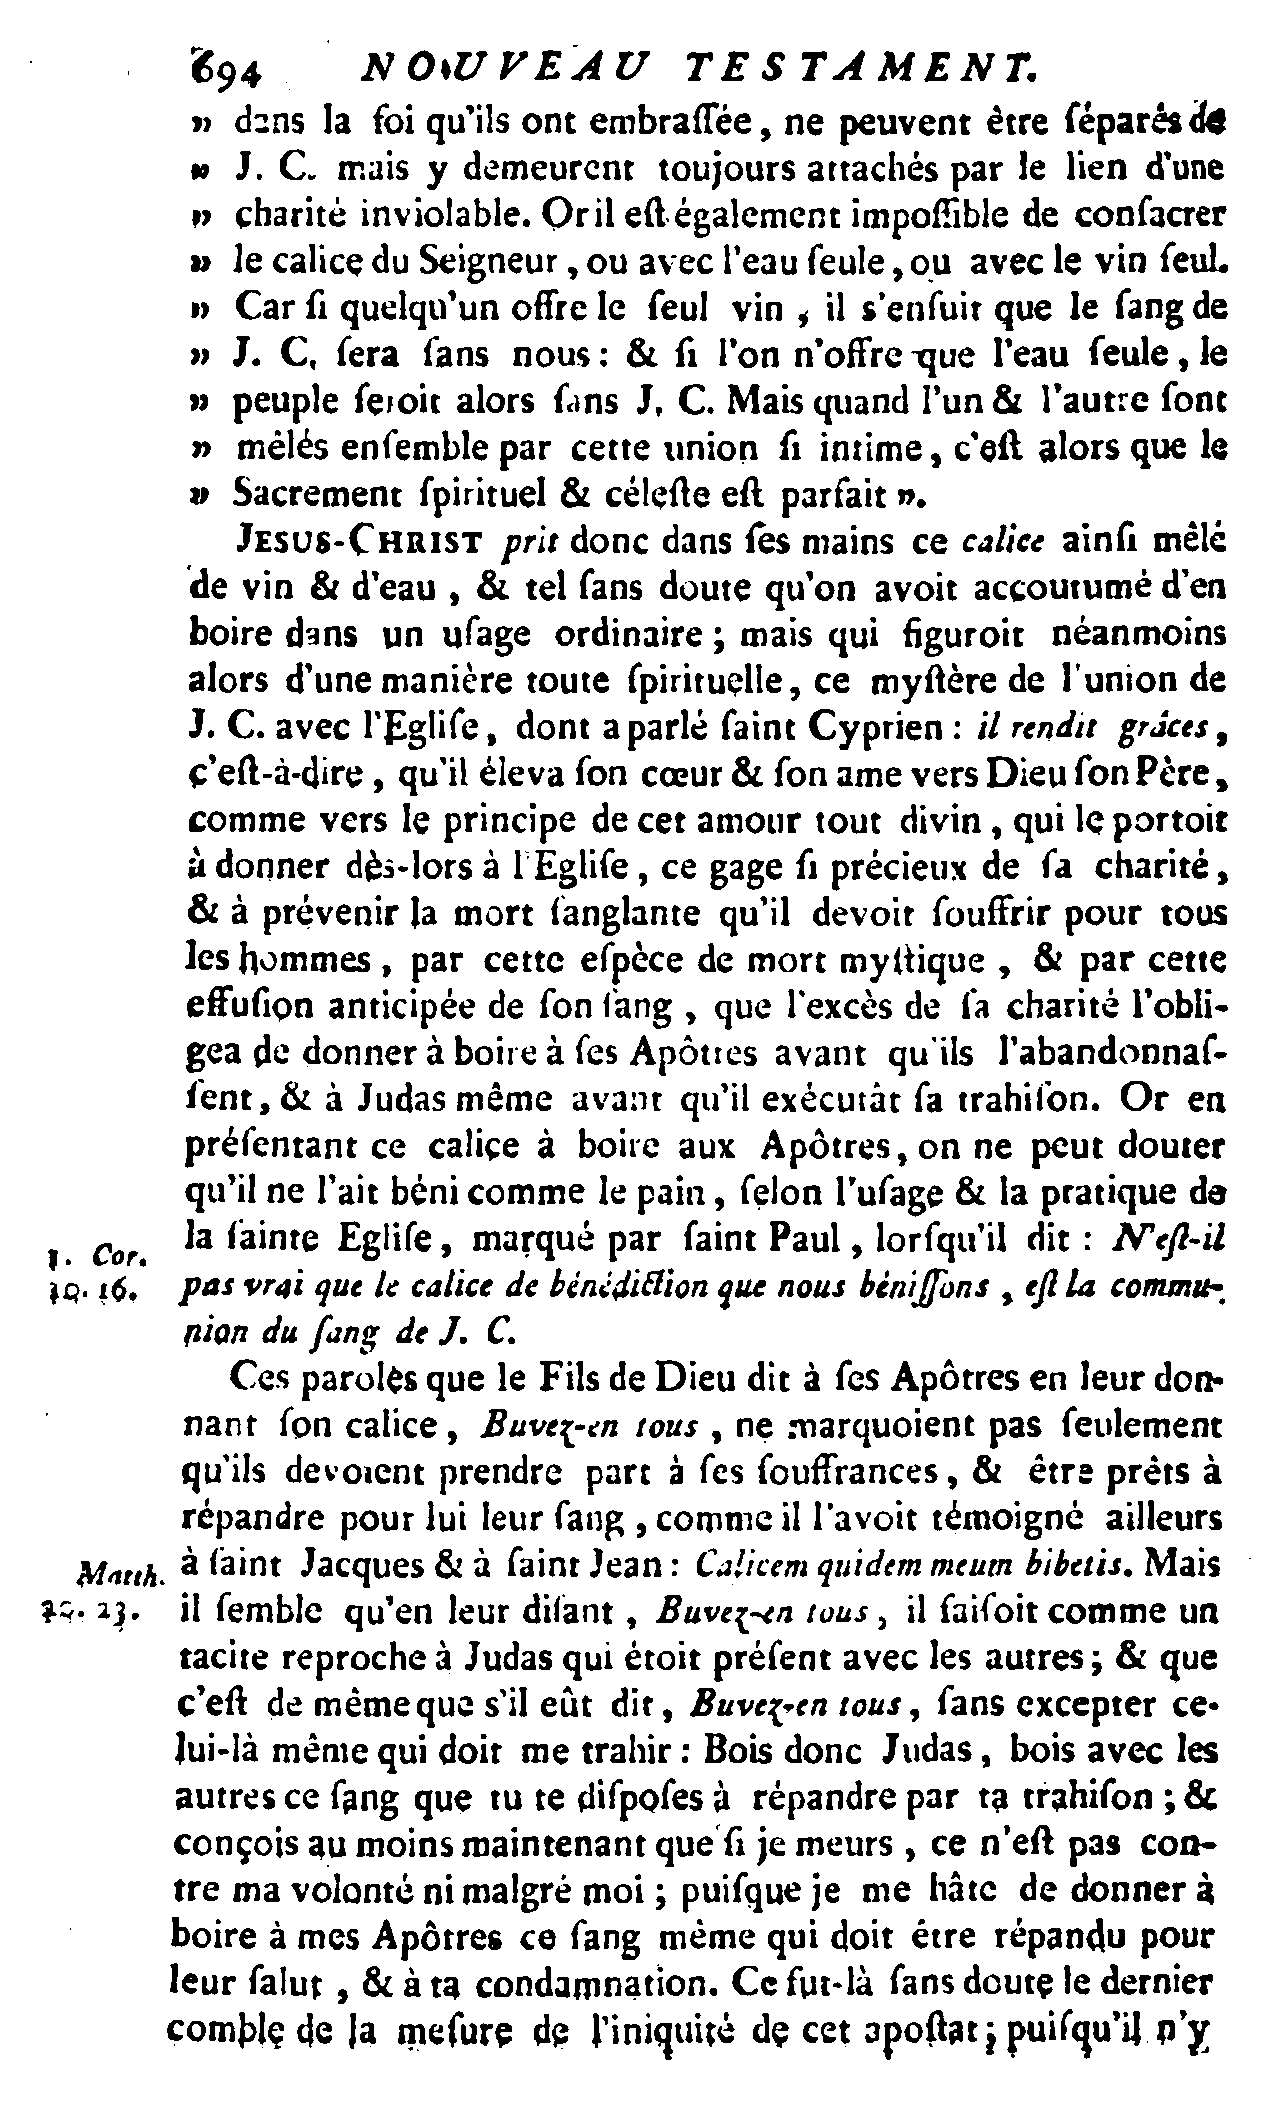 694 NOUVEAU TESTAMENT.
» dans la foi qu'ils ont embraſſée, ne peuvent être ſéparés de
» J. C. mais y demeurent toujours attachés par le lien d'une
» charité inviolable. Or il eſt également impoſſible de conſacrer
» le calice du Seigneur, ou avec l'eau ſeule, ou avec le vin ſeul.
» Car ſi quelqu'un offre le ſeul vin, il s'enſuit que le ſang de
» J. C. ſera ſans nous: & ſi l'on n'offre que l'eau ſeule, le
» peuple ſeroit alors ſans J. C. Mais quand l'un & l'autre ſont
» mêlés enſemble par cette union ſi intime, c'eſt alors que le
» Sacrement ſpirituel & céleſte eſt parfait ».
JESUS-CHRIST prit donc dans ſes mains ce calice ainſi mêlé
de vin & d'eau, & tel ſans doute qu'on avoit accoutumé d'en
boire dans un uſage ordinaire; mais qui figuroit néanmoins
alors d'une manière toute ſpirituelle, ce myſtère de l'union de
J. C. avec l'Egliſe, dont a parlé ſaint Cyprien: il rendit grâces,
c'eſt-à-dire, qu'il éleva ſon cœur & ſon ame vers Dieu ſon Père,
comme vers le principe de cet amour tout divin, qui le portoit
à donner dès-lors à l'Egliſe, ce gage ſi précieux de ſa charité,
& à prévenir la mort ſanglante qu'il devoit ſouffrir pour tous
les hommes, par cette eſpèce de mort myſtique, & par cette
effuſion anticipée de ſon ſang, que l'excès de ſa charité l'obli-
gea de donner à boire à ſes Apôtres avant qu'ils l'abandonnaſ-
ſent, & à Judas même avant qu'il exécutât ſa trahiſon. Or en
préſentant ce calice à boire aux Apôtres, on ne peut douter
qu'il ne l'ait béni comme le pain, ſelon l'uſage & la pratique de
la ſainte Egliſe, marqué par ſaint Paul, lorſqu'il dit: N'eſt-il
1. Cor.
10. 16.
pas vrai que le calice de bénédiction que nous béniſſons, eſt la commu-
nion du ſang de J. C.
Ces paroles que le Fils de Dieu dit à ſes Apôtres en leur don-
nant ſon calice, Buvez-en tous, ne marquoient pas ſeulement
qu'ils devoient prendre part à ſes ſouffrances, & être prêts à
répandre pour lui leur ſang, comme il l'avoit témoigné ailleurs
Matth.
20. 23.
à ſaint Jacques & à ſaint Jean: Calicem quidem meum bibetis. Mais
il ſemble qu'en leur diſant, Buvez-en tous, il faiſoit comme un
tacite reproche à Judas qui étoit préſent avec les autres; & que
c'eſt de même que s'il eût dit, Buvez-en tous, ſans excepter ce-
lui-là même qui doit me trahir: Bois donc Judas, bois avec les
autres ce ſang que tu te diſpoſes à répandre par ta trahiſon; &
conçois au moins maintenant que ſi je meurs, ce n'eſt pas con-
tre ma volonté ni malgré moi; puiſque je me hâte de donner à
boire à mes Apôtres ce ſang même qui doit être répandu pour
leur ſalut, & à ta condamnation. Ce fut-là ſans doute le dernier
comble de la meſure de l'iniquité de cet apoſtat; puiſqu'il n'y